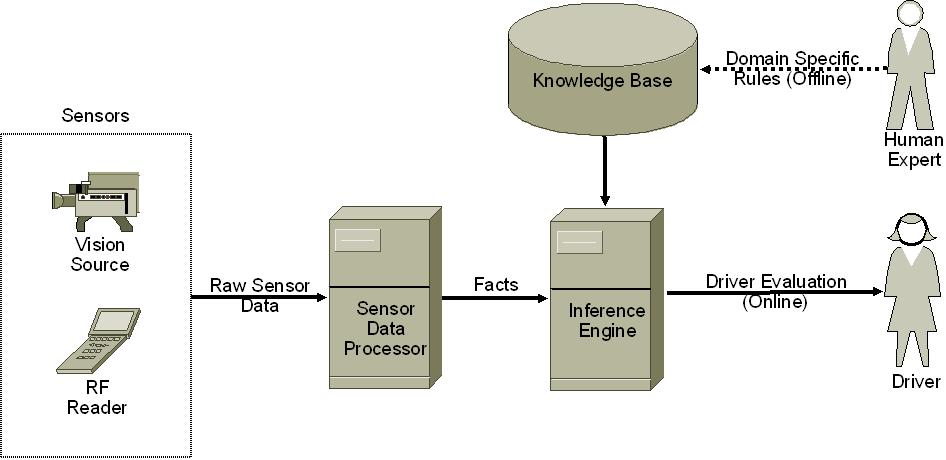 Knowledge Base
Domain Specific
Rules (Offline)
Human
Expert
Sensors
Vision
Source
RF
Reader
Raw Sensor
Data
Sensor
Data
Processor
Facts
Inference
Engine
Driver Evaluation
(Online)
Driver